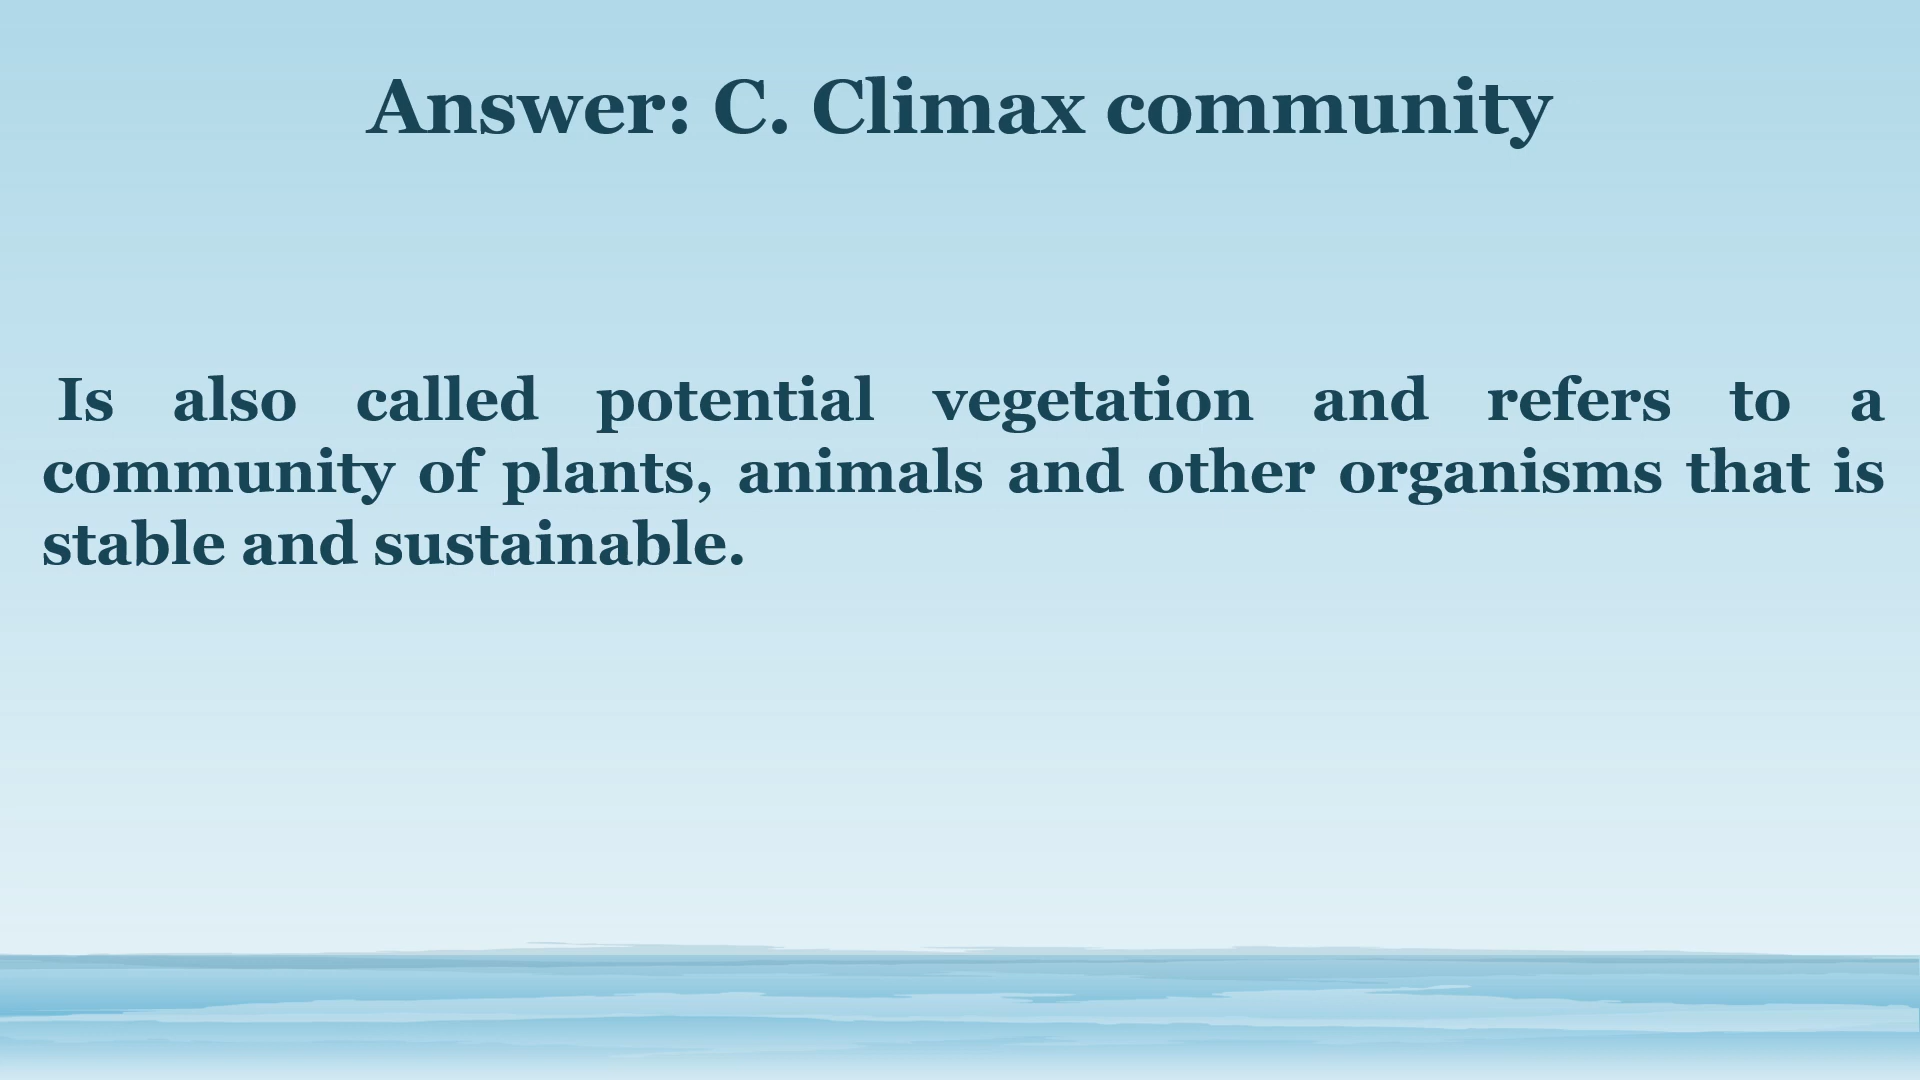 Answer: C. Climax community
Is also called potential vegetation and refers to a
community of plants, animals and other organisms that is
stable and sustainable.